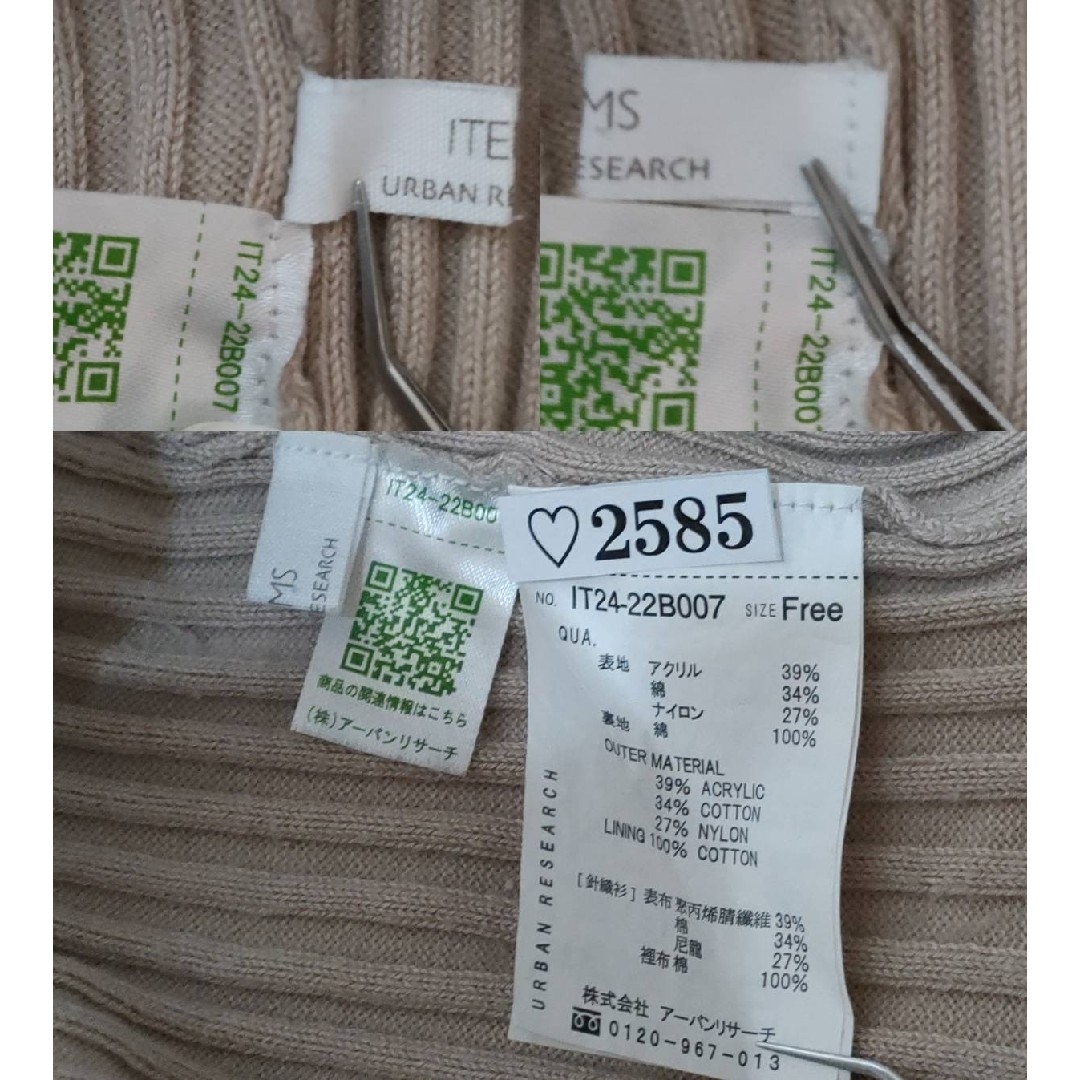 ITE
URBAN RE
IT24-22B007
MS
ESEARCH
IT24-22B00
MS
ESEARCH
IT24-22B00
商品の関連情報はこちら
(株)アーバンリサーチ
♡2585
NO. IT24-22B007 SIZE Free
QUA.
表地 アクリル 39%
綿 34%
ナイロン 27%
裏地 綿 100%
OUTER MATERIAL
39% ACRYLIC
34% COTTON
27% NYLON
LINING 100% COTTON
[針織衫] 表布 聚丙烯腈纖維 39%
棉 34%
尼龍 27%
裡布 棉 100%
URBAN RESEARCH
株式会社 アーバンリサーチ
0120-967-013